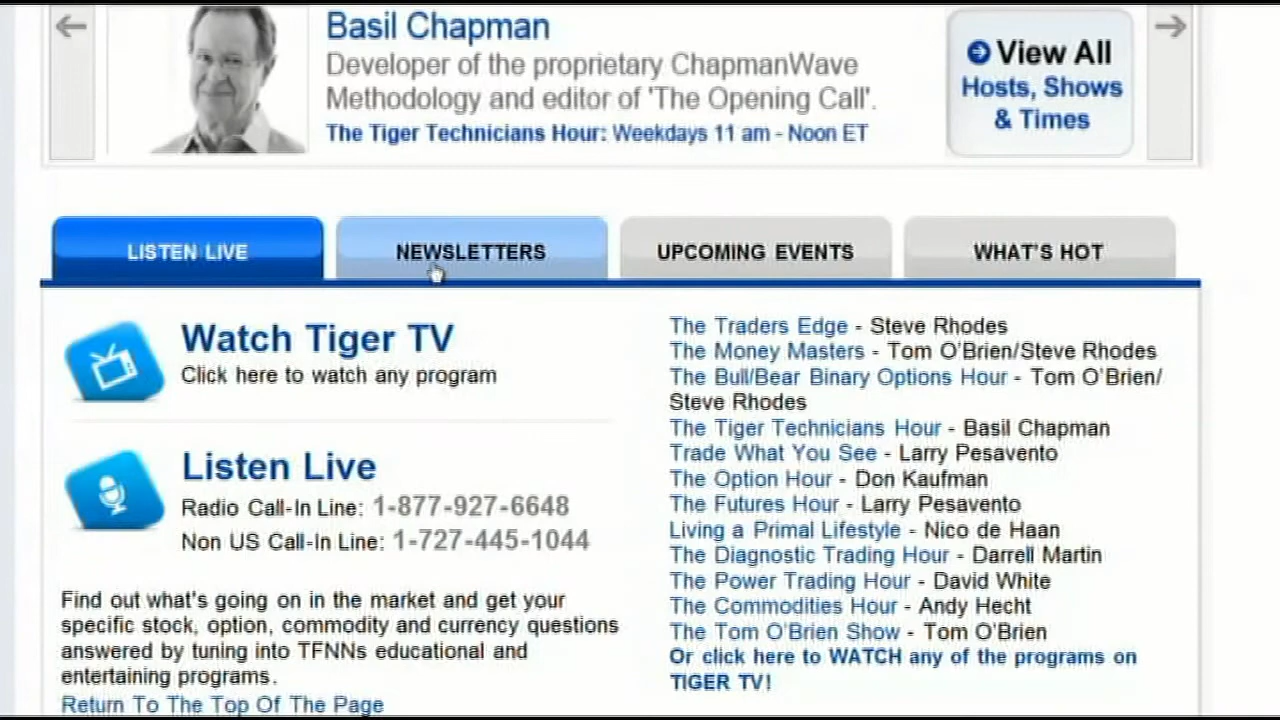 Basil Chapman
Developer of the proprietary ChapmanWave
Methodology and editor of 'The Opening Call'.
The Tiger Technicians Hour: Weekdays 11 am - Noon ET
View All
Hosts, Shows
& Times
LISTEN LIVE
NEWSLETTERS
UPCOMING EVENTS
WHAT'S HOT
Watch Tiger TV
Click here to watch any program
Listen Live
Radio Call-In Line: 1-877-927-6648
Non US Call-In Line: 1-727-445-1044
Find out what's going on in the market and get your
specific stock, option, commodity and currency questions
answered by tuning into TFNNs educational and
entertaining programs.
Return To The Top Of The Page
The Traders Edge - Steve Rhodes
The Money Masters - Tom O'Brien/Steve Rhodes
The Bull/Bear Binary Options Hour - Tom O'Brien/
Steve Rhodes
The Tiger Technicians Hour - Basil Chapman
Trade What You See - Larry Pesavento
The Option Hour - Don Kaufman
The Futures Hour - Larry Pesavento
Living a Primal Lifestyle - Nico de Haan
The Diagnostic Trading Hour - Darrell Martin
The Power Trading Hour - David White
The Commodities Hour - Andy Hecht
The Tom O'Brien Show - Tom O'Brien
Or click here to WATCH any of the programs on
TIGER TV!